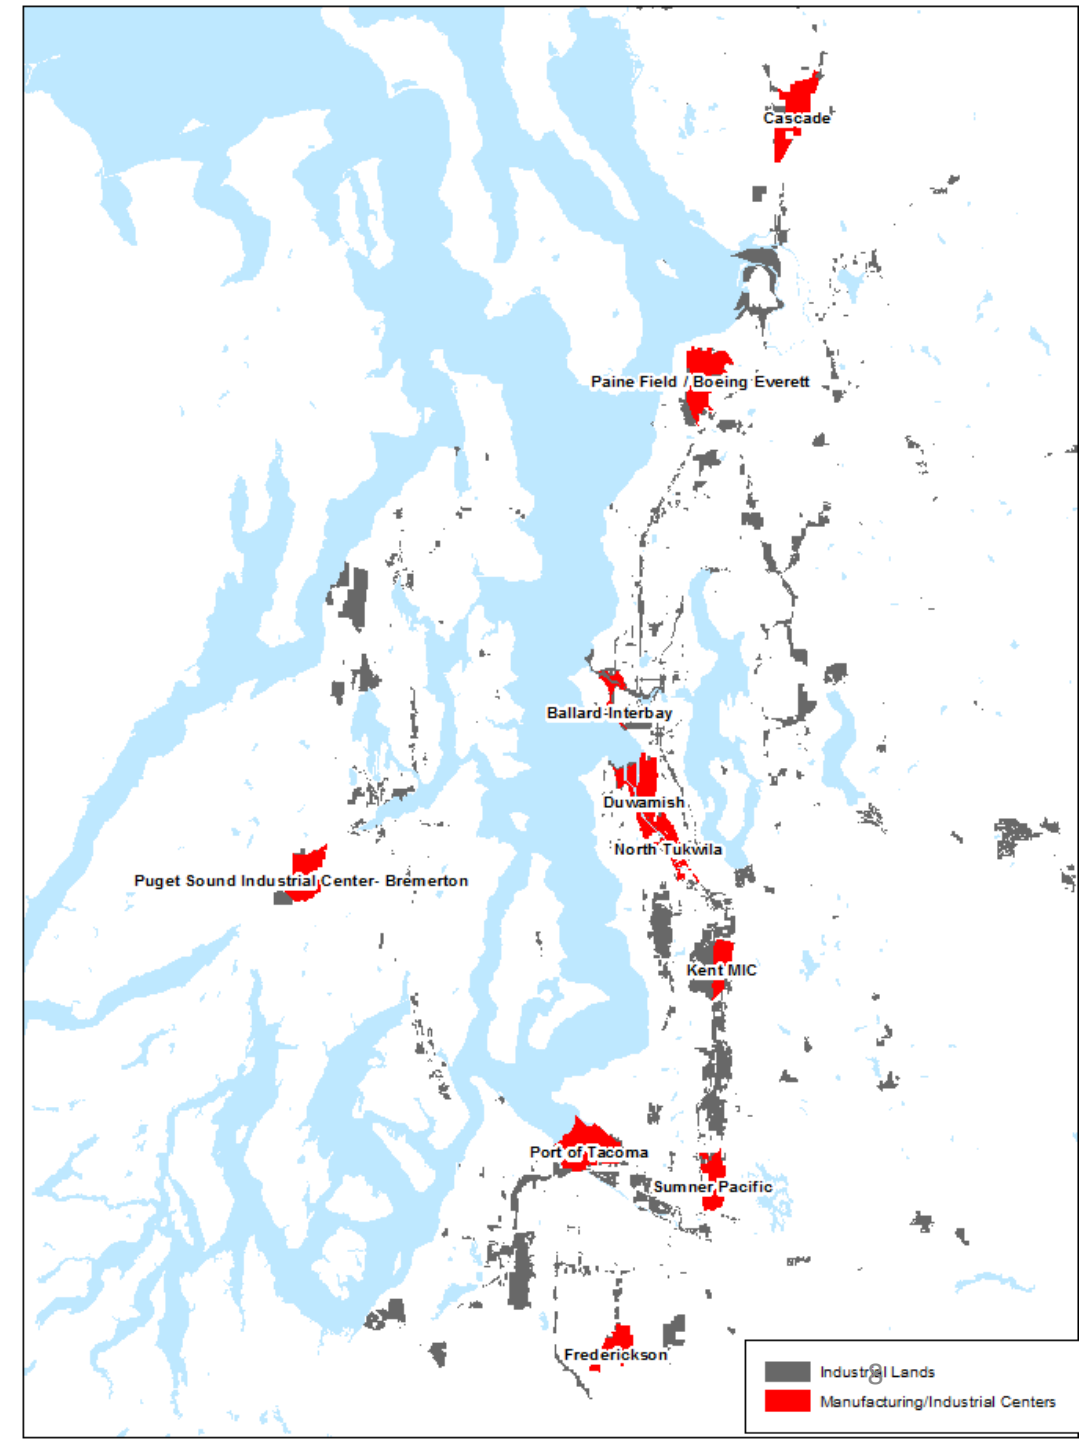 Cascade
Paine Field / Boeing Everett
Ballard-Interbay
Duwamish
North Tukwila
Puget Sound Industrial Center- Bremerton
Kent MIC
Port of Tacoma
Sumner Pacific
Frederickson
Industrial Lands
8
Manufacturing/Industrial Centers